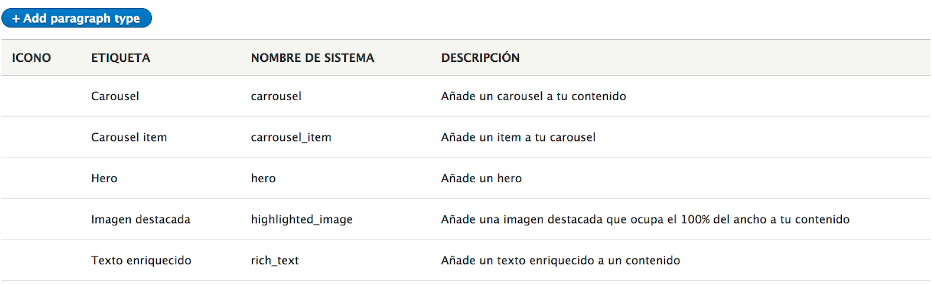 + Add paragraph type
ICONO ETIQUETA NOMBRE DE SISTEMA DESCRIPCIÓN
Carousel carrousel Añade un carousel a tu contenido
Carousel item carrousel_item Añade un item a tu carousel
Hero hero Añade un hero
Imagen destacada highlighted_image Añade una imagen destacada que ocupa el 100% del ancho a tu contenido
Texto enriquecido rich_text Añade un texto enriquecido a un contenido